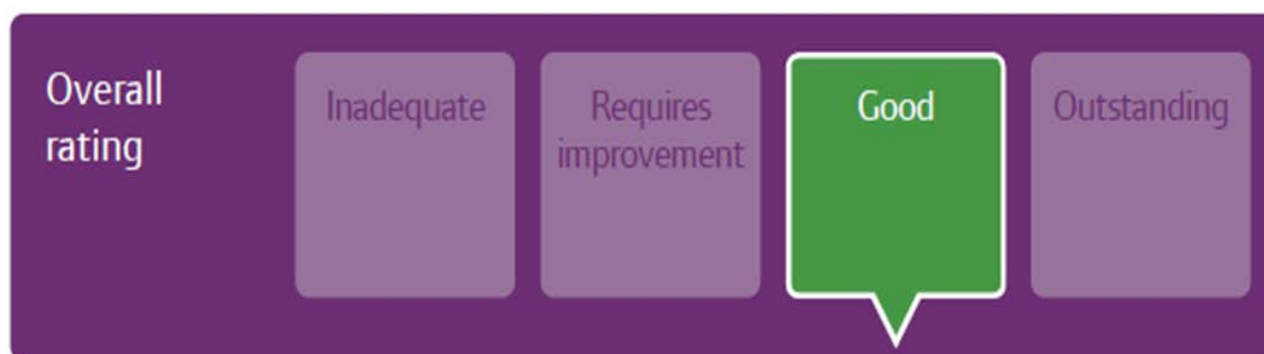 Overall
rating
Inadequate
Requires
improvement
Good
Outstanding